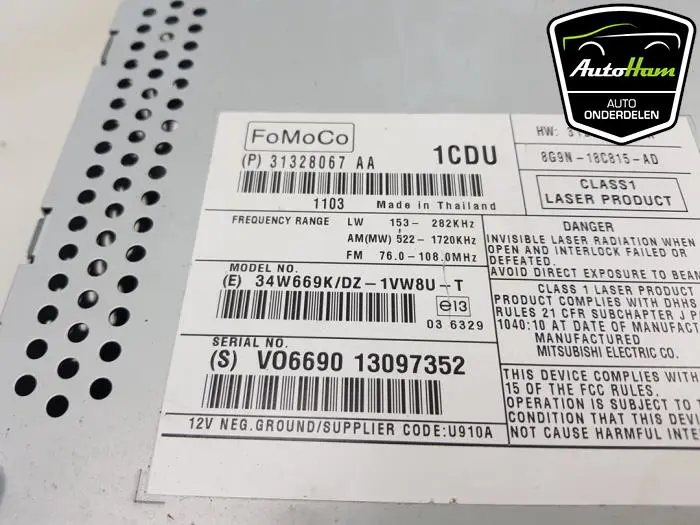 AutoHam
AUTO
ONDERDELEN
FoMoCo
(P) 31328067 AA
1CDU
HW:
8G9N-18C815-AD
1103 Made in Thailand
CLASS1
LASER PRODUCT
FREQUENCY RANGE LW 153- 282KHz
AM(MW) 522- 1720KHz
FM 76.0-108.0MHz
DANGER
INVISIBLE LASER RADIATION WHEN
OPEN AND INTERLOCK FAILED OR
DEFEATED.
AVOID DIRECT EXPOSURE TO BEAM
MODEL NO.
(E) 34W669K/DZ-1VW8U-T
e13
03 6329
CLASS 1 LASER PRODUCT
PRODUCT COMPLIES WITH DHHS
RULES 21 CFR SUBCHAPTER J P
1040:10 AT DATE OF MANUFACT
MANUFACTURED
MITSUBISHI ELECTRIC CO.
SERIAL NO.
(S) VO6690 13097352
THIS DEVICE COMPLIES WITH
15 OF THE FCC RULES.
OPERATION IS SUBJECT TO
CONDITION THAT THIS DEVI
NOT CAUSE HARMFUL INTE
12V NEG.GROUND/SUPPLIER CODE:U910A